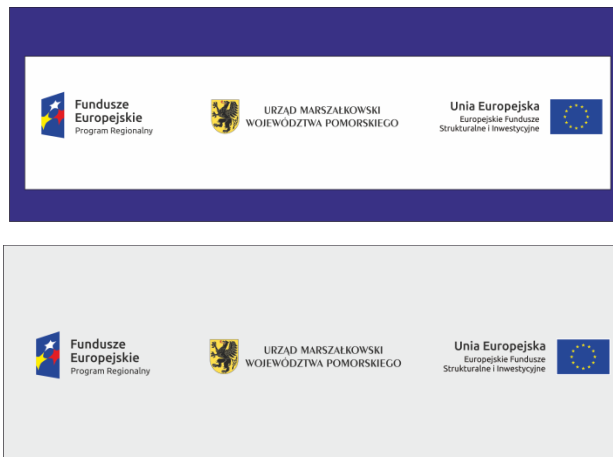 Fundusze
Europejskie
Program Regionalny
URZĄD MARSZAŁKOWSKI
WOJEWÓDZTWA POMORSKIEGO
Unia Europejska
Europejskie Fundusze
Strukturalne i Inwestycyjne
Fundusze
Europejskie
Program Regionalny
URZĄD MARSZAŁKOWSKI
WOJEWÓDZTWA POMORSKIEGO
Unia Europejska
Europejskie Fundusze
Strukturalne i Inwestycyjne